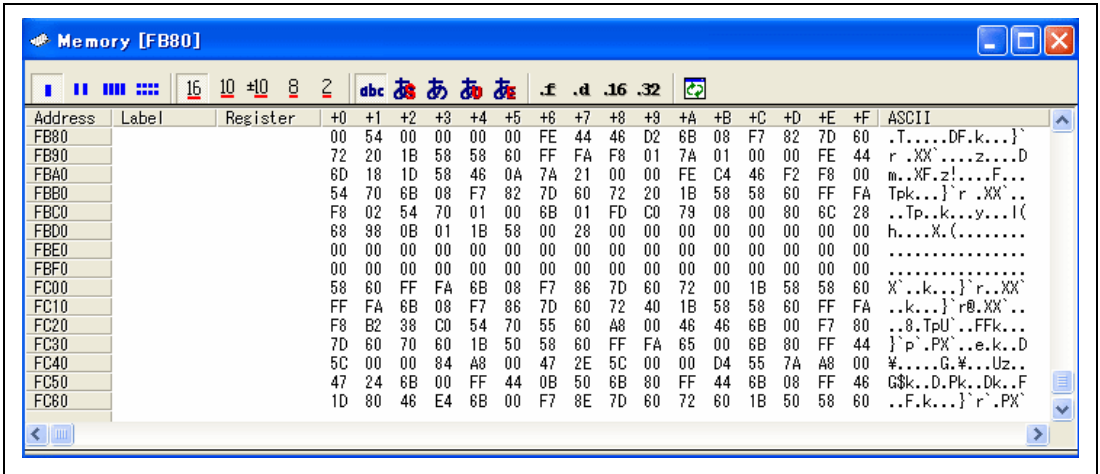 Memory [FB80]
16 10 ±10 8 2 abc あS あ あU あE .f .d .16 .32
Address Label Register +0 +1 +2 +3 +4 +5 +6 +7 +8 +9 +A +B +C +D +E +F ASCII
FB80 00 54 00 00 00 00 FE 44 46 D2 6B 08 F7 82 7D 60 .T.....DF.k...}`
FB90 72 20 1B 58 58 60 FF FA F8 01 7A 01 00 00 FE 44 r .XX`....z....D
FBA0 6D 18 1D 58 46 0A 7A 21 00 00 FE C4 46 F2 F8 00 m..XF.z!....F...
FBB0 54 70 6B 08 F7 82 7D 60 72 20 1B 58 58 60 FF FA Tpk...}`r .XX`..
FBC0 F8 02 54 70 01 00 6B 01 FD C0 79 08 00 80 6C 28 ..Tp..k...y...l(
FBD0 68 98 0B 01 1B 58 00 28 00 00 00 00 00 00 00 00 h....X.(........
FBE0 00 00 00 00 00 00 00 00 00 00 00 00 00 00 00 00 ................
FBF0 00 00 00 00 00 00 00 00 00 00 00 00 00 00 00 00 ................
FC00 58 60 FF FA 6B 08 F7 86 7D 60 72 00 1B 58 58 60 X`..k...}`r..XX`
FC10 FF FA 6B 08 F7 86 7D 60 72 40 1B 58 58 60 FF FA ..k...}`r@.XX`..
FC20 F8 B2 38 C0 54 70 55 60 A8 00 46 46 6B 00 F7 80 ..8.TpU`..FFk...
FC30 7D 60 70 60 1B 50 58 60 FF FA 65 00 6B 80 FF 44 }`p`.PX`..e.k..D
FC40 5C 00 00 84 A8 00 47 2E 5C 00 00 D4 55 7A A8 00 ¥.....G.¥...Uz..
FC50 47 24 6B 00 FF 44 0B 50 6B 80 FF 44 6B 08 FF 46 G$k..D.Pk..Dk..F
FC60 1D 80 46 E4 6B 00 F7 8E 7D 60 72 60 1B 50 58 60 ..F.k...}`r`.PX`